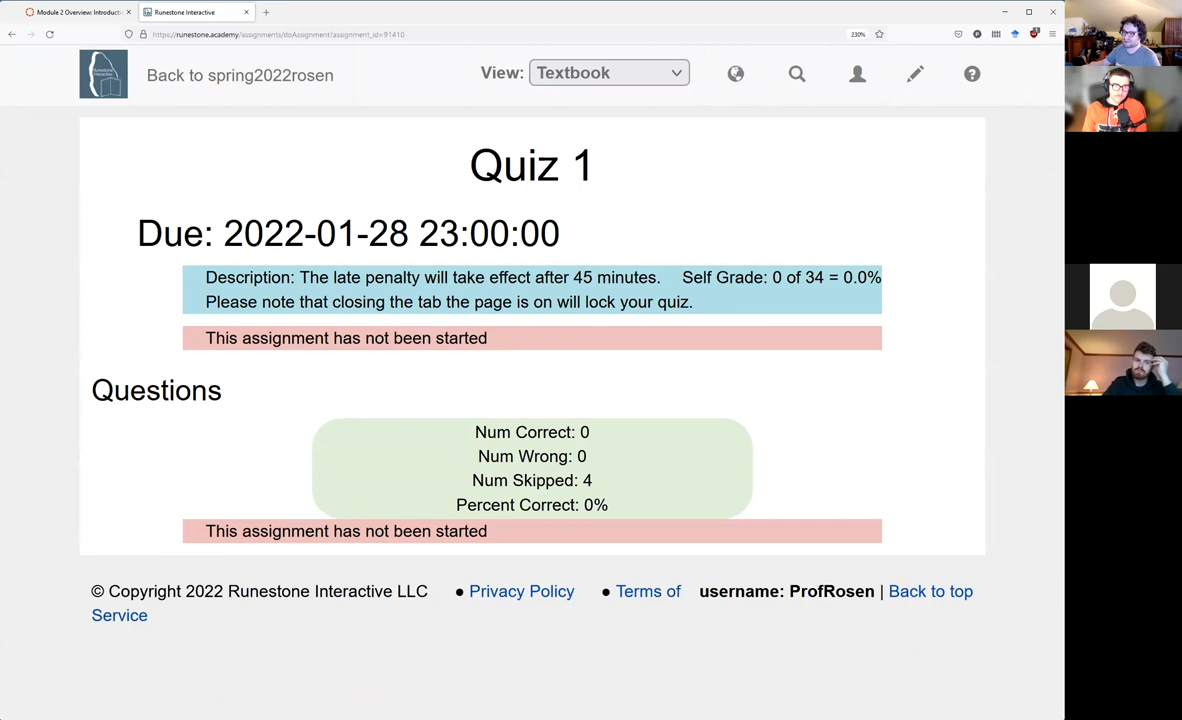 Module 2 Overview: Introducti
Runestone Interactive
https://runestone.academy/assignments/doAssignment?assignment_id=91410
230%
Runestone
Interactive
Back to spring2022rosen
View:
Textbook
Quiz 1
Due: 2022-01-28 23:00:00
Description: The late penalty will take effect after 45 minutes. Self Grade: 0 of 34 = 0.0%
Please note that closing the tab the page is on will lock your quiz.
This assignment has not been started
Questions
Num Correct: 0
Num Wrong: 0
Num Skipped: 4
Percent Correct: 0%
This assignment has not been started
© Copyright 2022 Runestone Interactive LLC ● Privacy Policy ● Terms of username: ProfRosen | Back to top
Service